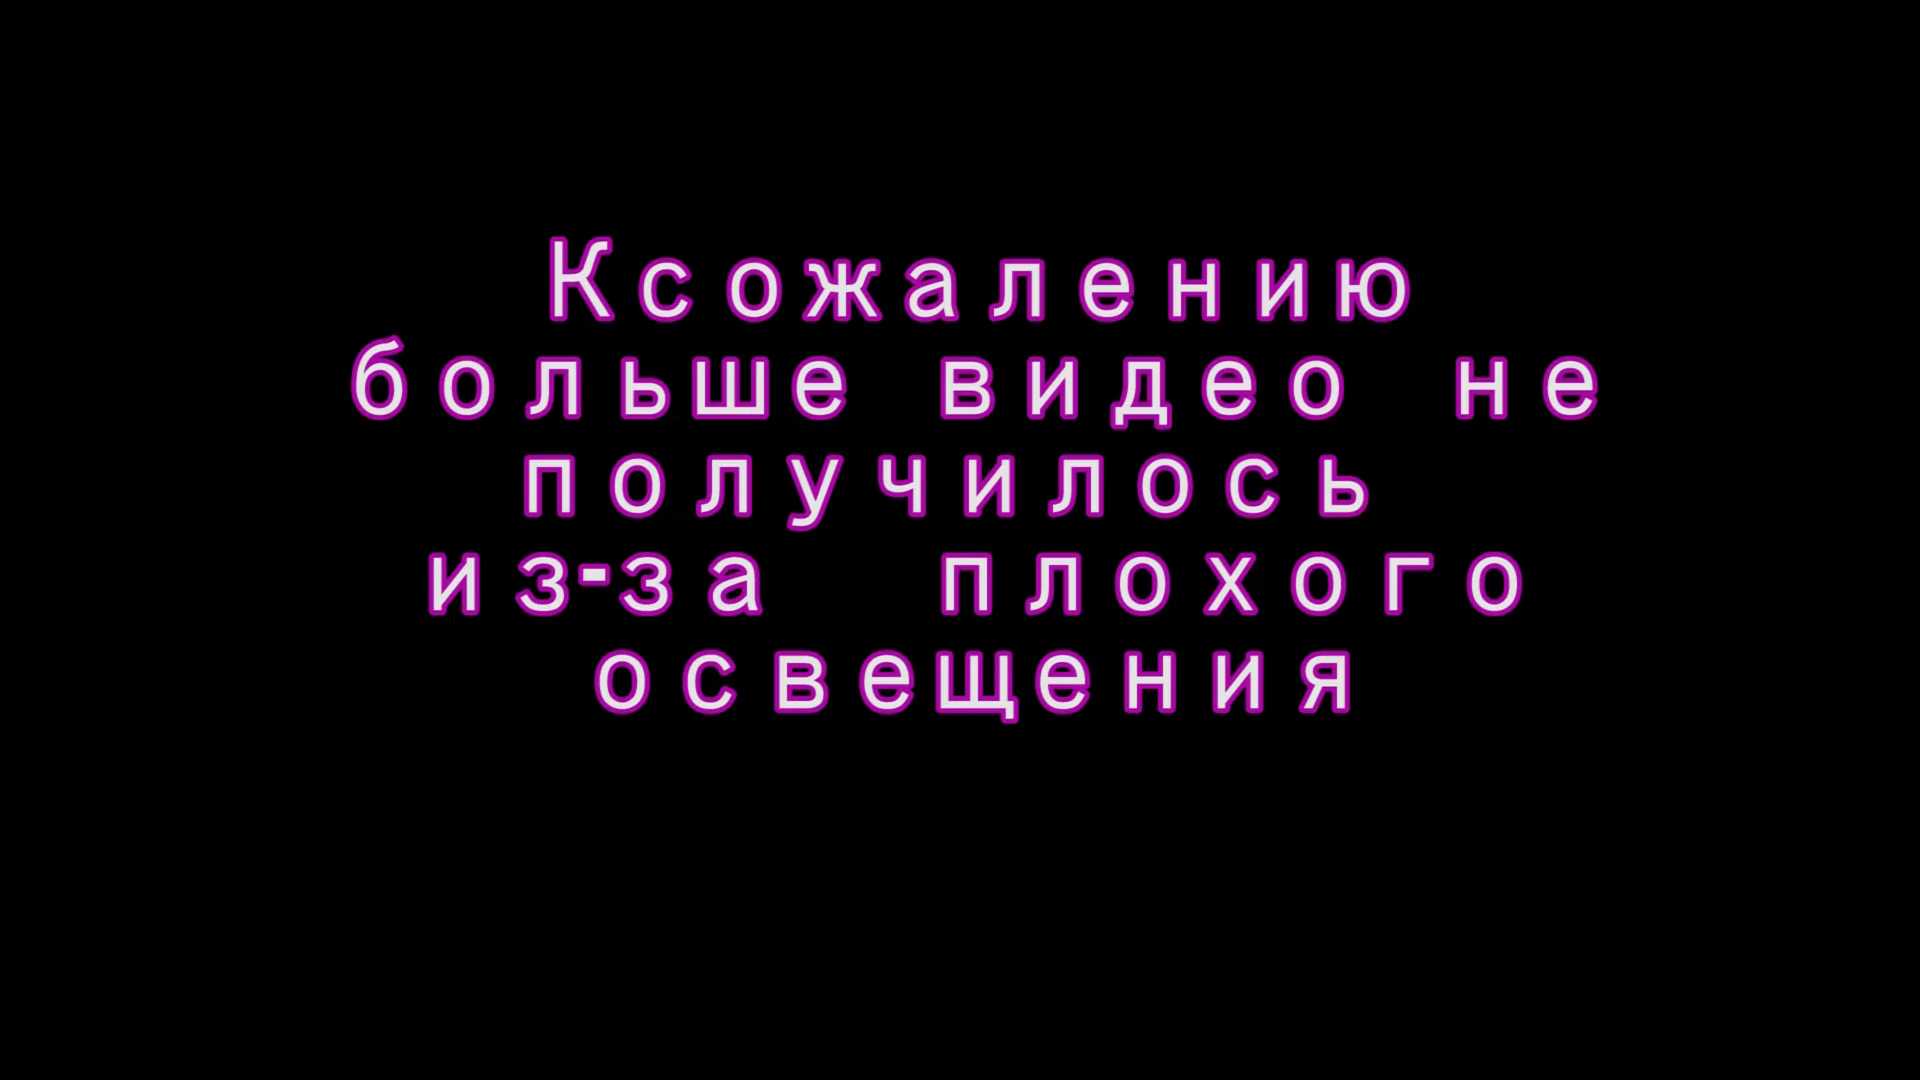 Ксожалению
больше видео не
получилось
из-за плохого
освещения